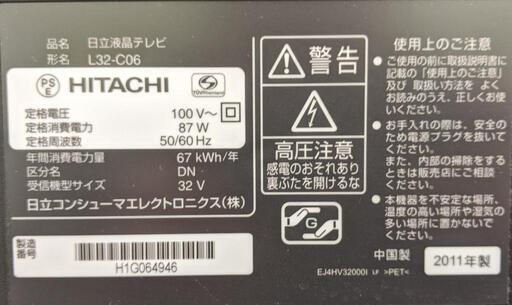 品名 日立液晶テレビ
形名 L32-C06
PS
E HITACHI TÜVRheinland
定格電圧 100 V～
定格消費電力 87 W
定格周波数 50/60 Hz
年間消費電力量 67 kWh/年
区分名 DN
受信機型サイズ 32 V
日立コンシューマエレクトロニクス(株)
製造
番号
H1G064946
警告
高圧注意
感電のおそれあり
裏ぶたを開けるな
G
使用上のご注意
●ご使用の前に取扱説明書に
記載の「使用上のご注意」
及び「取扱い方法を よく
お読みのうえ、正しくお使
いください。
●お手入れの際は、安全の
ため電源プラグを抜いてく
ださい。
また、内部の掃除をすると
きは販売店にご相談く
ださい。
●本機器を不安定な場所、
温度の高い場所や湿気の
多い場所に置かないで
ください。
中国製 2011年製
EJ4HV32000I LF >PET<